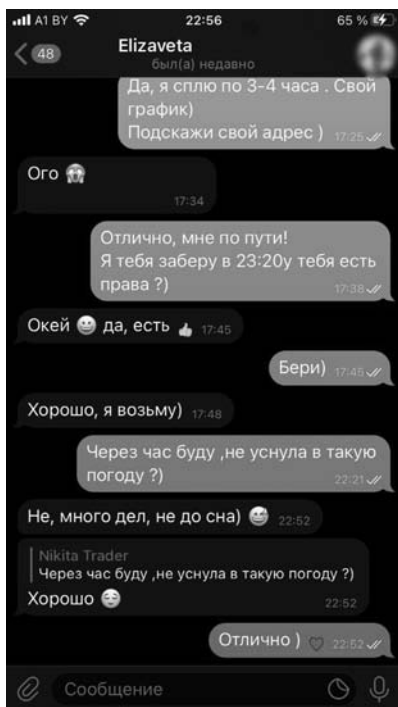 A1 BY 22:56 65 %
48 Elizaveta
был(а) недавно
Да, я сплю по 3-4 часа . Свой
график)
Подскажи свой адрес ) 17:25
Ого 😱
17:34
Отлично, мне по пути!
Я тебя заберу в 23:20у тебя есть
права ?) 17:38
Окей 😀 да, есть 👍 17:45
Бери) 17:45
Хорошо, я возьму) 17:48
Через час буду ,не уснула в такую
погоду ?) 22:21
Не, много дел, не до сна) 😅 22:52
Nikita Trader
Через час буду ,не уснула в такую погоду ?)
Хорошо 😌 22:52
Отлично ) ♡ 22:52
Сообщение